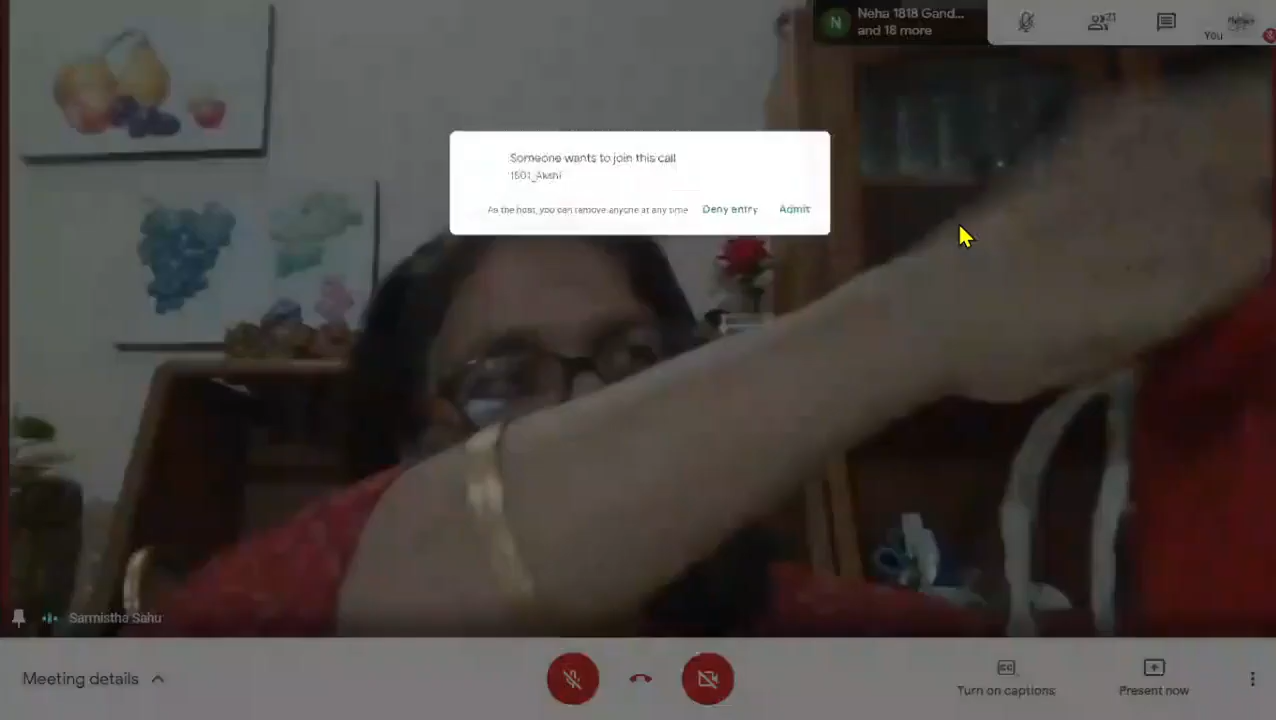 Neha 1818 Gand...
and 18 more
21
You
Someone wants to join this call
As the host, you can remove anyone at any time
Deny entry
Admit
Sarmistha Sahu
Meeting details
Turn on captions
Present now